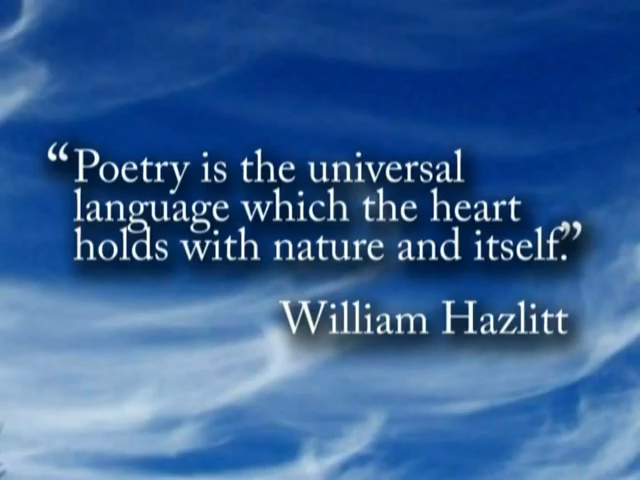 “Poetry is the universal
language which the heart
holds with nature and itself.”
William Hazlitt